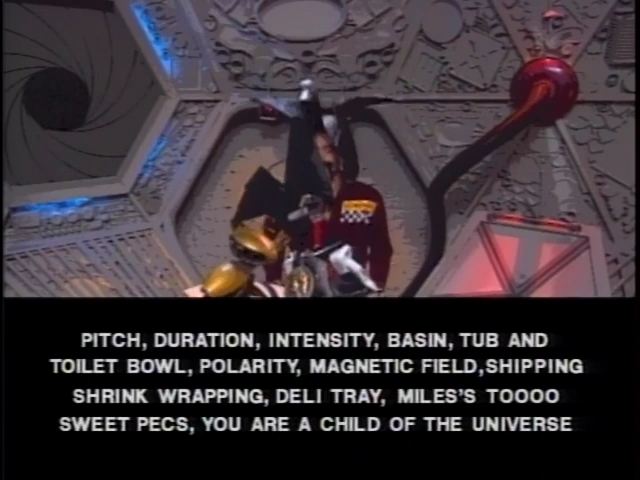 PITCH, DURATION, INTENSITY, BASIN, TUB AND
TOILET BOWL, POLARITY, MAGNETIC FIELD,SHIPPING
SHRINK WRAPPING, DELI TRAY, MILES'S TOOOO
SWEET PECS, YOU ARE A CHILD OF THE UNIVERSE